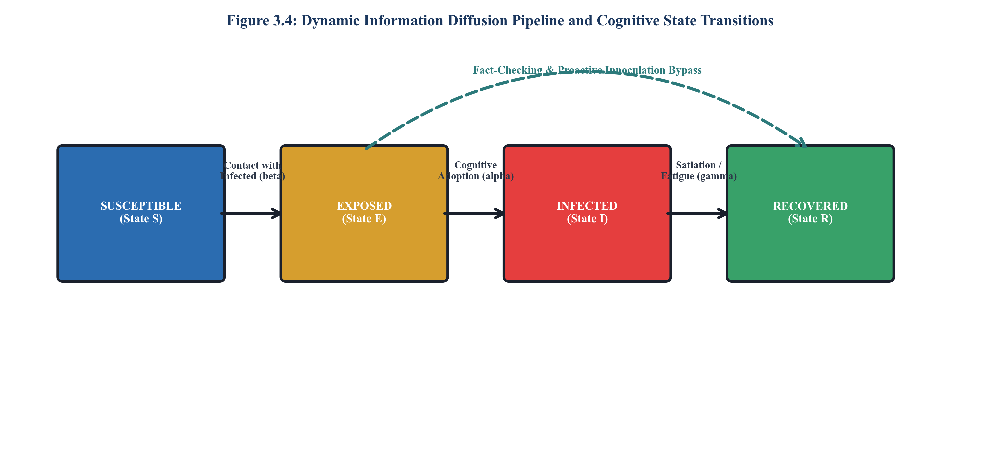 Figure 3.4: Dynamic Information Diffusion Pipeline and Cognitive State Transitions
Fact-Checking & Proactive Innoculation Bypass
Contact with
Infected (beta)
Cognitive
Adoption (alpha)
Satiation /
Fatigue (gamma)
SUSCEPTIBLE
(State S)
EXPOSED
(State E)
INFECTED
(State I)
RECOVERED
(State R)